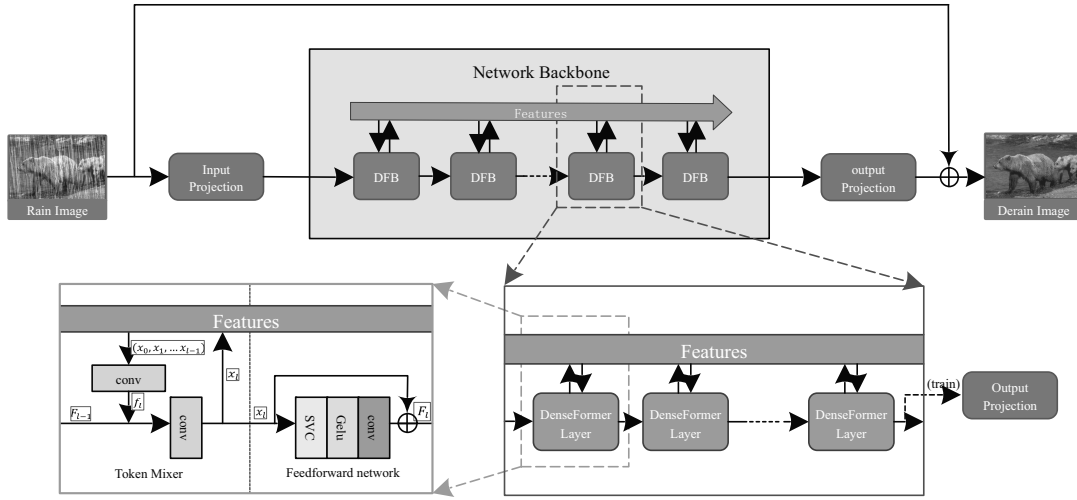 Network Backbone
Features
Rain Image
Input
Projection
DFB
DFB
DFB
DFB
output
Projection
Derain Image
Features
(x₀, x₁, … xₗ₋₁)
conv
xₗ
Fₗ₋₁
fₗ
conv
xₗ
SVC
Gelu
conv
Fₗ
Token Mixer
Feedforward network
Features
DenseFormer
Layer
DenseFormer
Layer
DenseFormer
Layer
(train)
Output
Projection